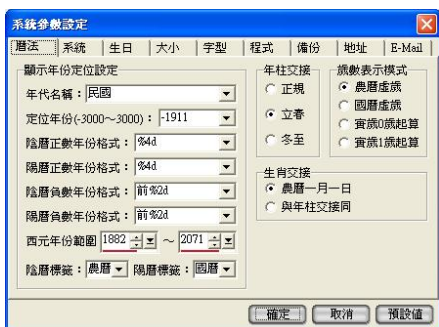 系統參數設定
曆法 系統 生日 大小 字型 程式 備份 地址 E-Mail
顯示年份定位設定
年代名稱：民國
定位年份(-3000～3000)：-1911
陰曆正數年份格式：%4d
陽曆正數年份格式：%4d
陰曆負數年份格式：前%2d
陽曆負數年份格式：前%2d
西元年份範圍 1882 ～ 2071
陰曆標籤：農曆 陽曆標籤：國曆
年柱交接
正規
立春
冬至
歲數表示模式
農曆虛歲
國曆虛歲
實歲0歲起算
實歲1歲起算
生肖交接
農曆一月一日
與年柱交接同
確定 取消 預設值